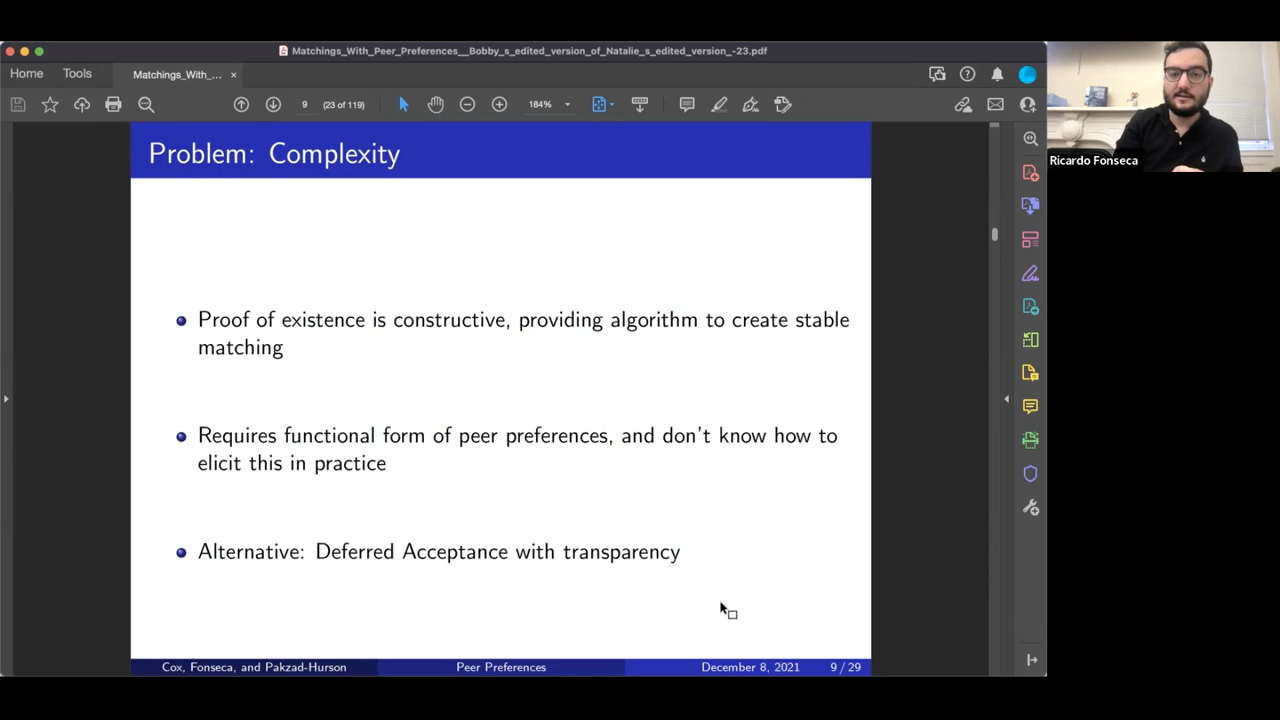 Matchings_With_Peer_Preferences__Bobby_s_edited_version_of_Natalie_s_edited_version_-23.pdf
Home Tools Matchings_With_... ×
9 (23 of 119) 184%
Problem: Complexity
Proof of existence is constructive, providing algorithm to create stable
matching
Requires functional form of peer preferences, and don't know how to
elicit this in practice
Alternative: Deferred Acceptance with transparency
Cox, Fonseca, and Pakzad-Hurson Peer Preferences December 8, 2021 9 / 29
Ricardo Fonseca